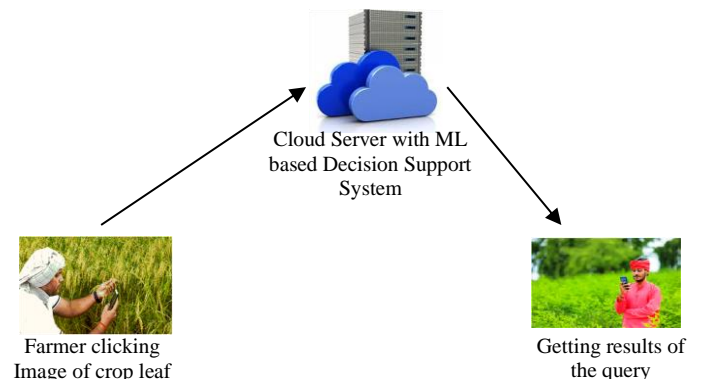 Cloud Server with ML
based Decision Support
System
Farmer clicking
Image of crop leaf
Getting results of
the query